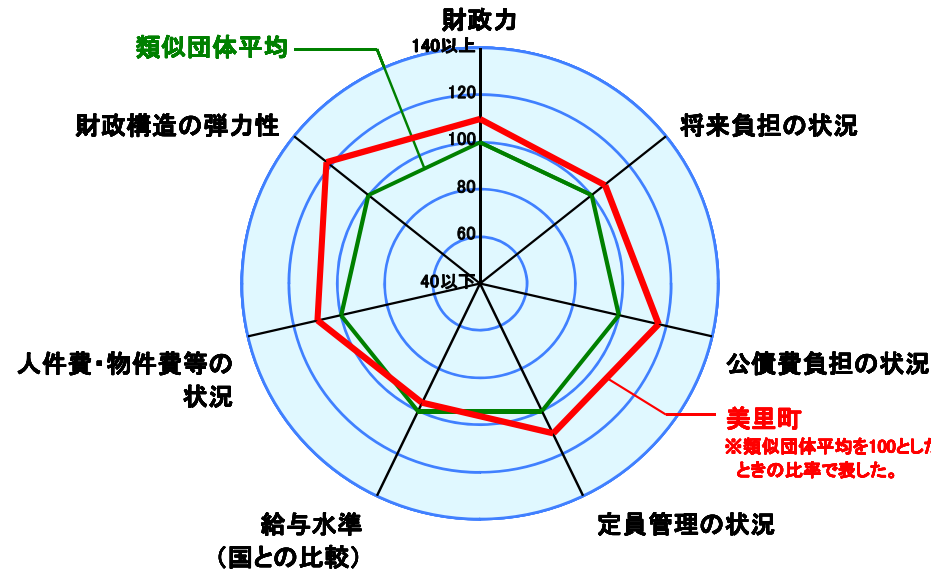 財政力
類似団体平均
140以上
120
100
80
60
40以下
財政構造の弾力性
将来負担の状況
人件費・物件費等の
状況
公債費負担の状況
美里町
※類似団体平均を100とした
ときの比率で表した。
給与水準
（国との比較）
定員管理の状況